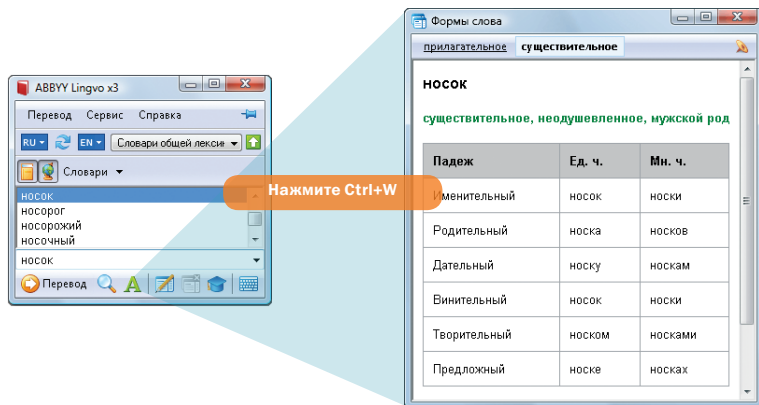 ABBYY Lingvo x3
Перевод Сервис Справка
RU EN Словари общей лексик
Словари
носок
носорог
носорожий
носочный
носок
Перевод
Нажмите Ctrl+W
Формы слова
прилагательное существительное
носок
существительное, неодушевленное, мужской род
Падеж Ед. ч. Мн. ч.
Именительный носок носки
Родительный носка носков
Дательный носку носкам
Винительный носок носки
Творительный носком носками
Предложный носке носках